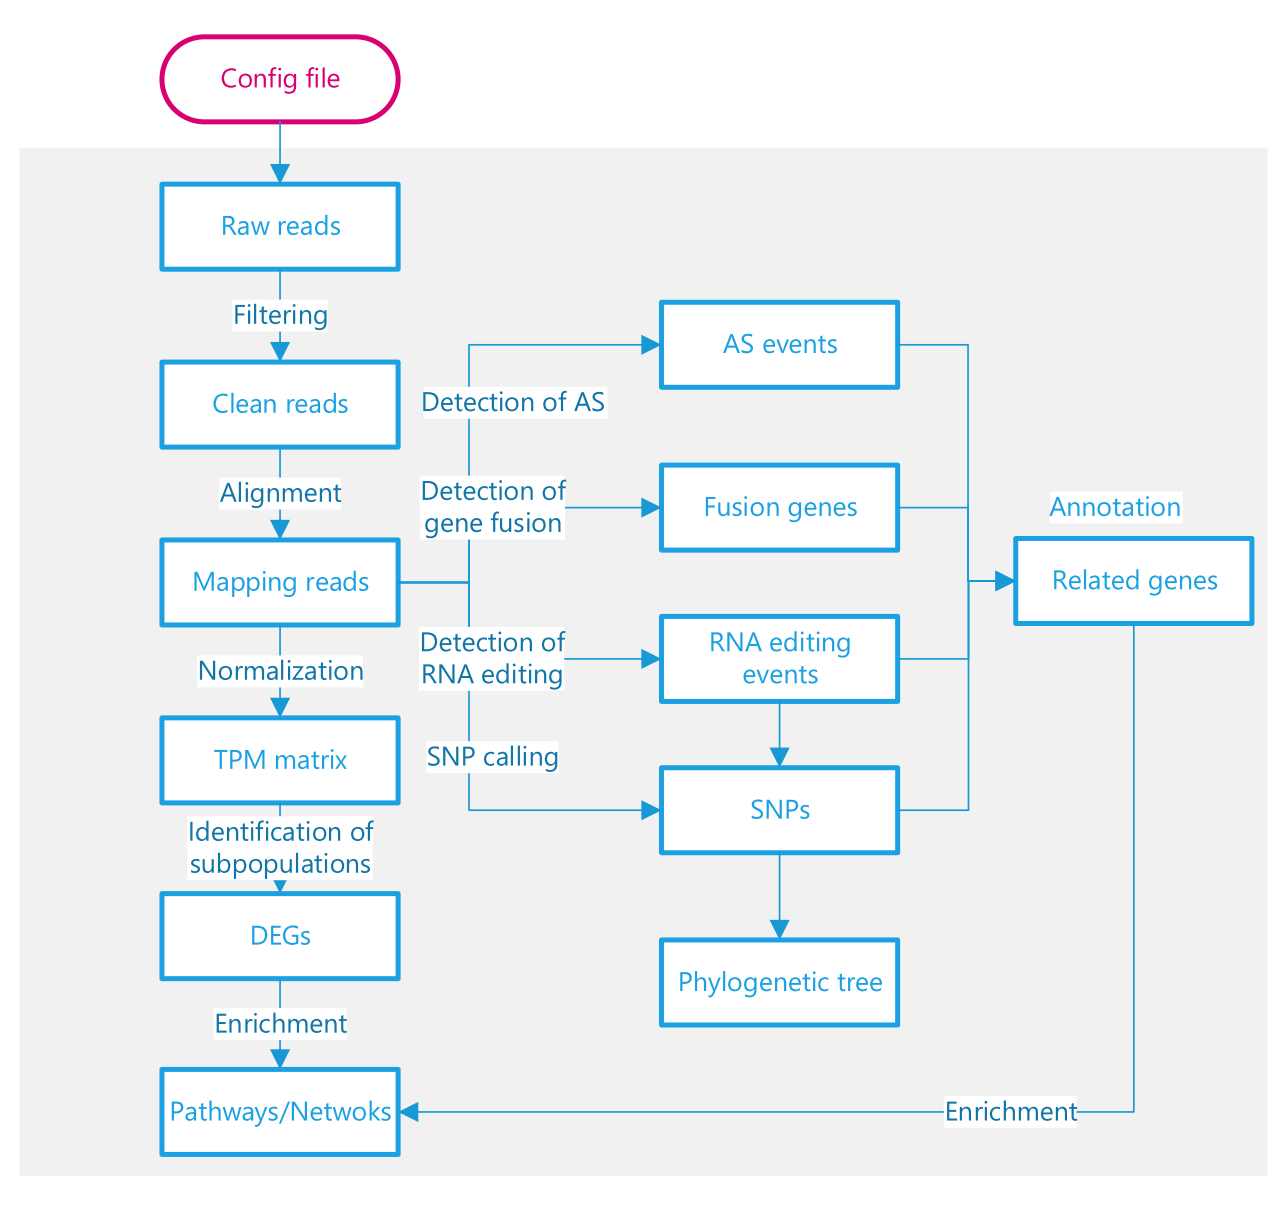 Config file
Raw reads
Filtering
Clean reads
Alignment
Mapping reads
Normalization
TPM matrix
Identification of
subpopulations
DEGs
Enrichment
Pathways/Netwoks
Detection of AS
Detection of
gene fusion
Detection of
RNA editing
SNP calling
AS events
Fusion genes
RNA editing
events
SNPs
Phylogenetic tree
Annotation
Related genes
Enrichment